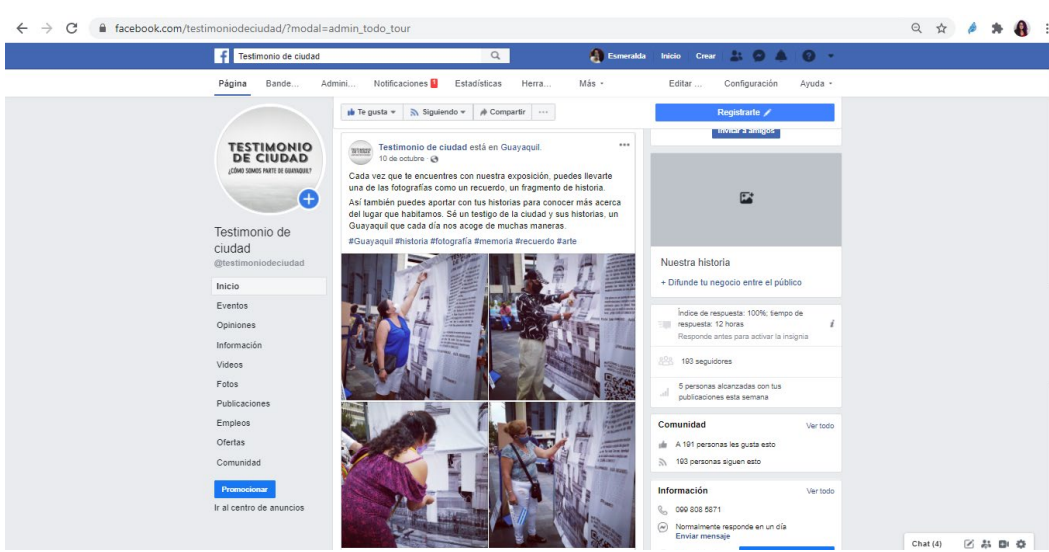 facebook.com/testimoniodeciudad/?modal=admin_todo_tour
Testimonio de ciudad
Esmeralda Inicio Crear
Página Bande... Admini... Notificaciones 1 Estadísticas Herra... Más Editar ... Configuración Ayuda
Te gusta Siguiendo Compartir ...
Registrarte
Invitar a amigos
TESTIMONIO
DE CIUDAD
¿CÓMO SOMOS PARTE DE GUAYAQUIL?
Testimonio de
ciudad
@testimoniodeciudad
Inicio
Eventos
Opiniones
Información
Videos
Fotos
Publicaciones
Empleos
Ofertas
Comunidad
Promocionar
Ir al centro de anuncios
Testimonio de ciudad está en Guayaquil.
10 de octubre ·
Cada vez que te encuentres con nuestra exposición, puedes llevarte
una de las fotografías como un recuerdo, un fragmento de historia.
Así también puedes aportar con tus historias para conocer más acerca
del lugar que habitamos. Sé un testigo de la ciudad y sus historias, un
Guayaquil que cada día nos acoge de muchas maneras.
#Guayaquil #historia #fotografía #memoria #recuerdo #arte
Nuestra historia
+ Difunde tu negocio entre el público
Índice de respuesta: 100%; tiempo de
respuesta: 12 horas
Responde antes para activar la insignia
193 seguidores
5 personas alcanzadas con tus
publicaciones esta semana
Comunidad Ver todo
A 191 personas les gusta esto
193 personas siguen esto
Información Ver todo
099 808 5871
Normalmente responde en un día
Enviar mensaje
Chat (4)